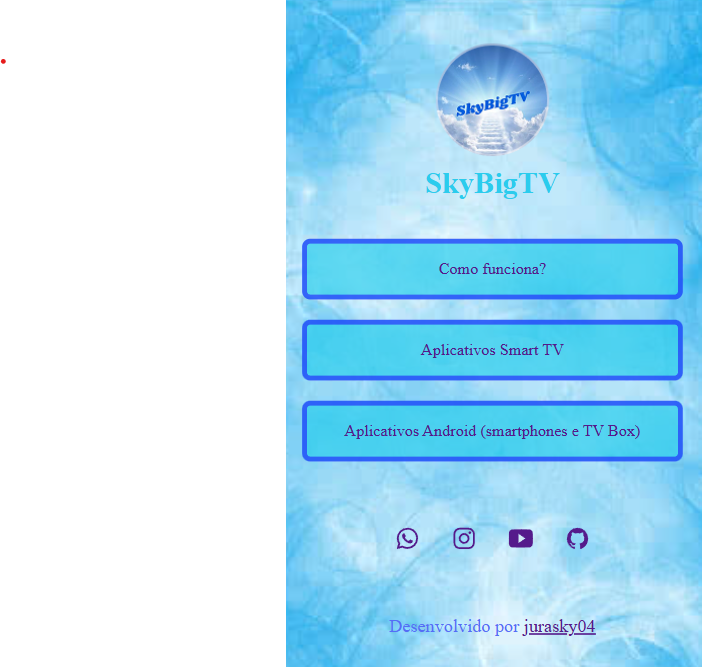 SkyBigTV
SkyBigTV
Como funciona?
Aplicativos Smart TV
Aplicativos Android (smartphones e TV Box)
Desenvolvido por jurasky04